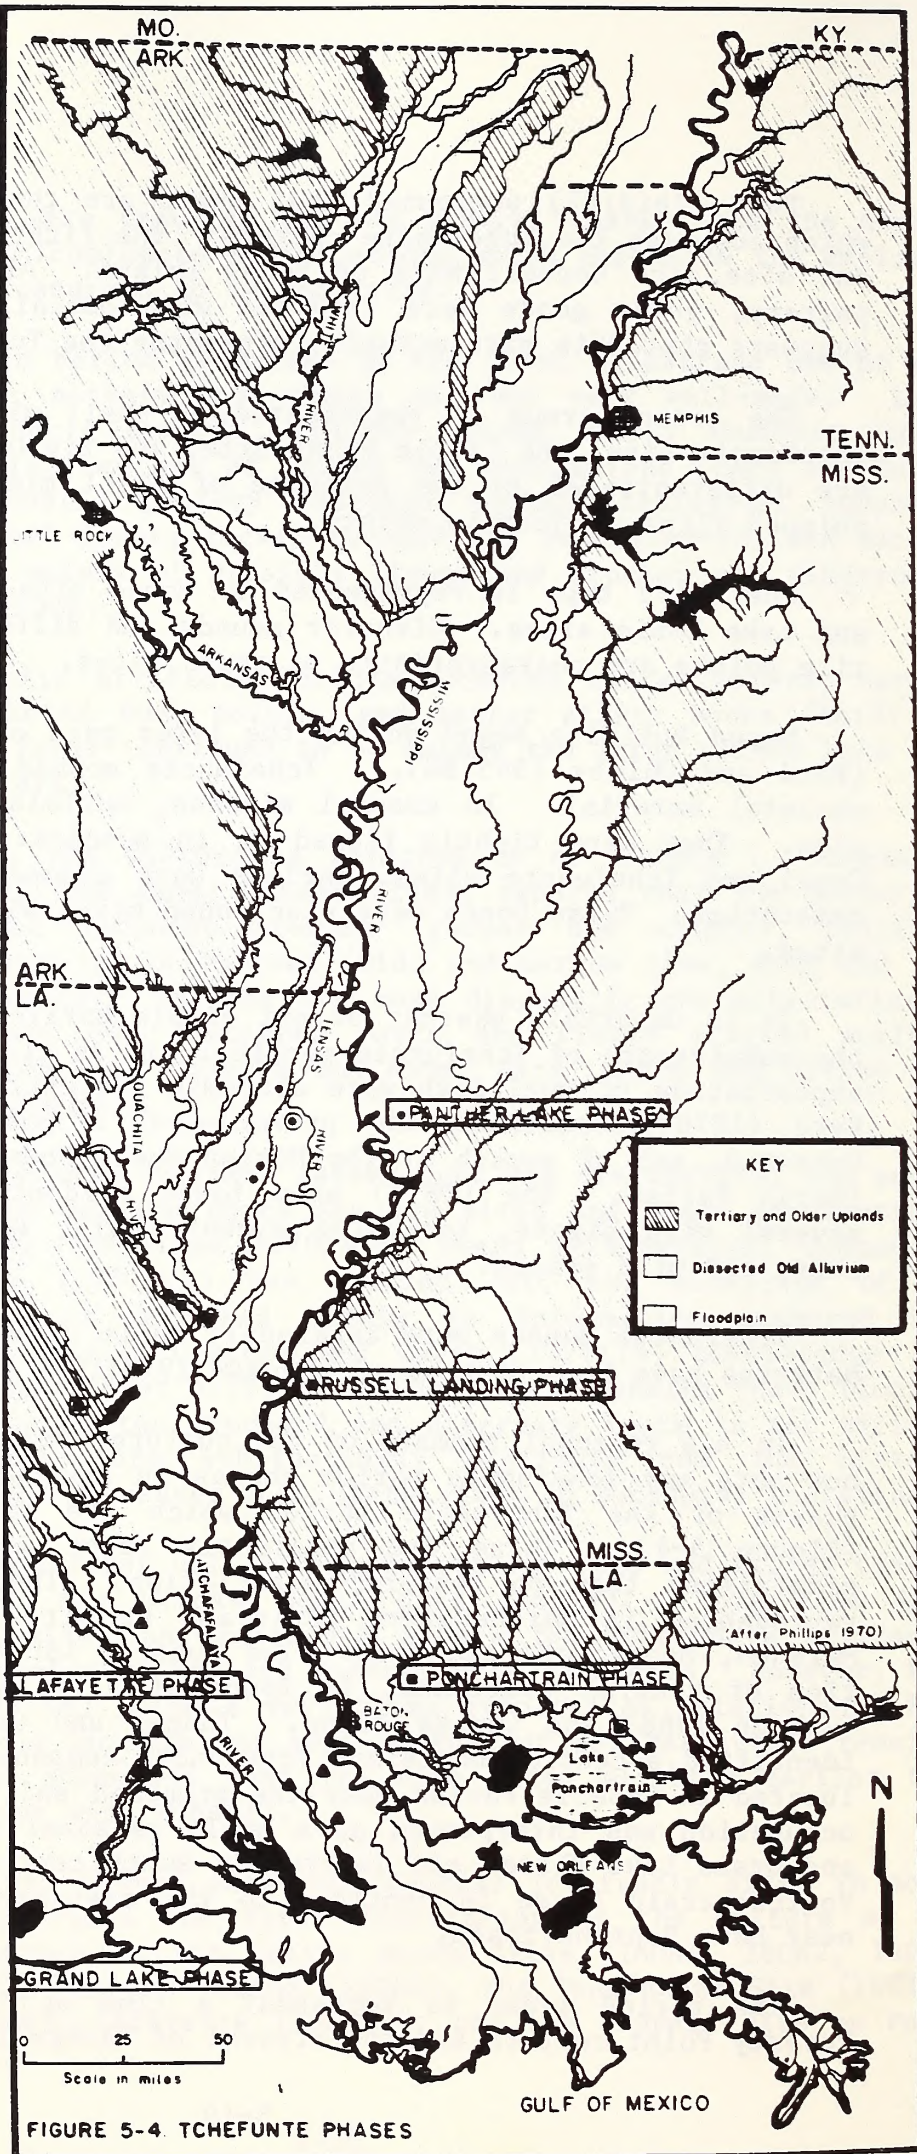 MO.
ARK
KY.
WHITE
RIVER
MEMPHIS
TENN.
MISS.
LITTLE ROCK
ARKANSAS
R.
MISSISSIPPI
RIVER
ARK.
LA.
TENSAS
RIVER
OUACHITA
RIVER
PANTHER LAKE PHASE
KEY
Tertiary and Older Uplands
Dissected Old Alluvium
Floodplain
RUSSELL LANDING PHASE
MISS.
LA.
ATCHAFALAYA
RIVER
(After Phillips 1970)
LAFAYETTE PHASE
PONCHARTRAIN PHASE
BATON
ROUGE
Lake
Ponchartrain
N
NEW ORLEANS
GRAND LAKE PHASE
0 25 50
Scale in miles
GULF OF MEXICO
FIGURE 5-4. TCHEFUNTE PHASES